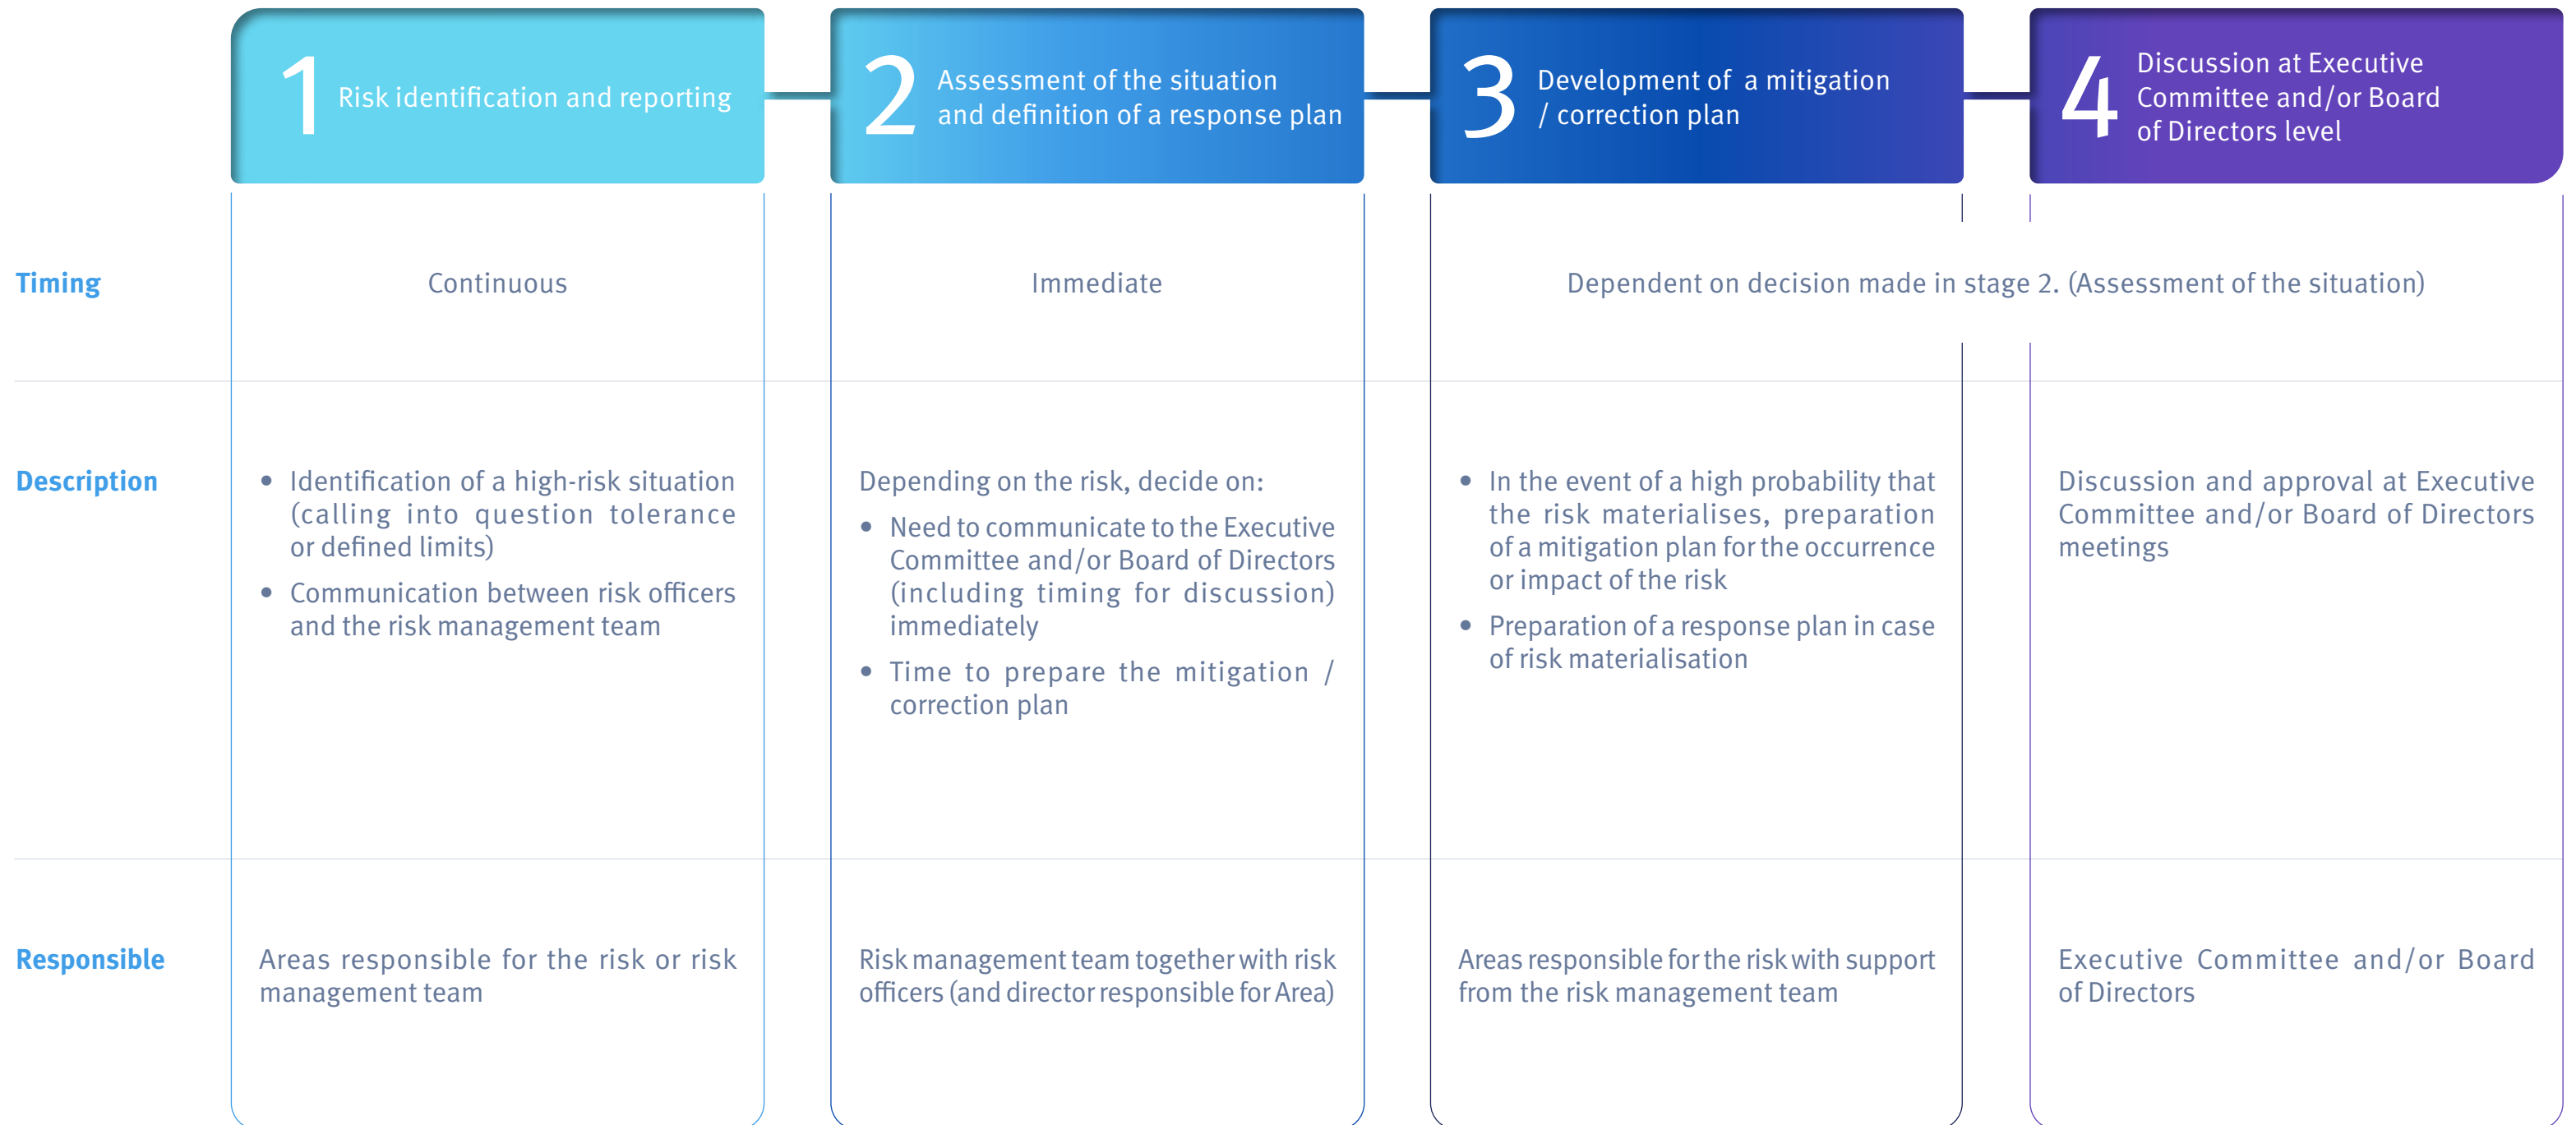 1
Risk identification and reporting
2
Assessment of the situation
and definition of a response plan
3
Development of a mitigation
/ correction plan
4
Discussion at Executive
Committee and/or Board
of Directors level
Timing
Continuous
Immediate
Dependent on decision made in stage 2. (Assessment of the situation)
Description
• Identification of a high-risk situation
(calling into question tolerance
or defined limits)
• Communication between risk officers
and the risk management team
Depending on the risk, decide on:
• Need to communicate to the Executive
Committee and/or Board of Directors
(including timing for discussion)
immediately
• Time to prepare the mitigation /
correction plan
• In the event of a high probability that
the risk materialises, preparation
of a mitigation plan for the occurrence
or impact of the risk
• Preparation of a response plan in case
of risk materialisation
Discussion and approval at Executive
Committee and/or Board of Directors
meetings
Responsible
Areas responsible for the risk or risk
management team
Risk management team together with risk
officers (and director responsible for Area)
Areas responsible for the risk with support
from the risk management team
Executive Committee and/or Board
of Directors